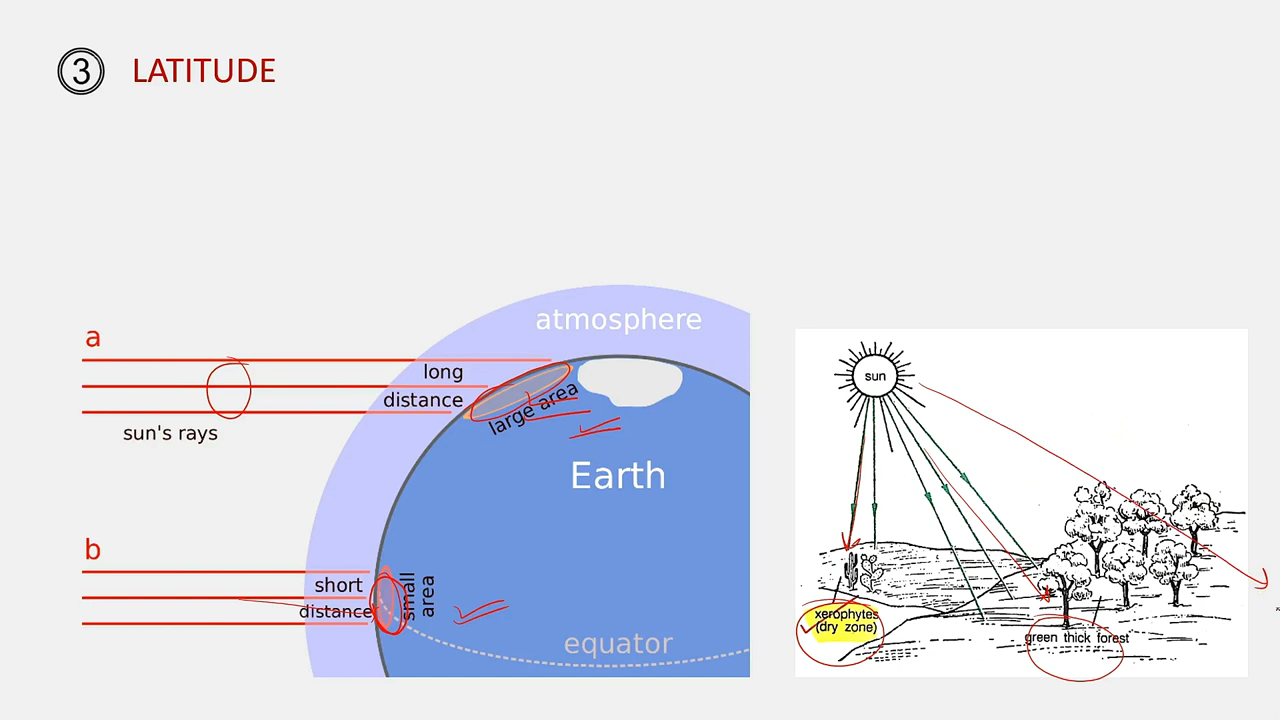 3 LATITUDE
atmosphere
a
long
distance
large area
sun's rays
Earth
b
short
distance
small
area
equator
sun
xerophytes
(dry zone)
green thick forest